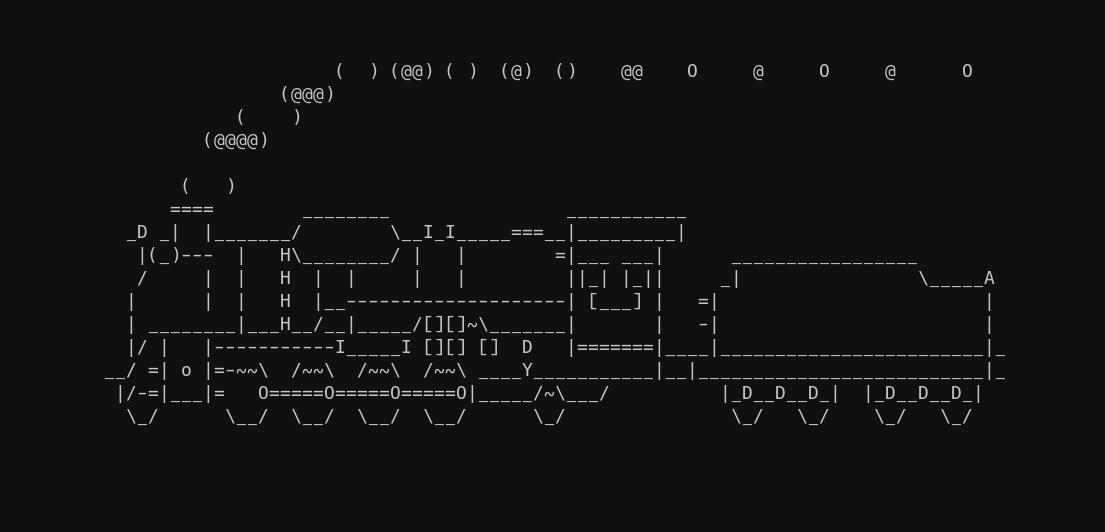 (  ) (@@) ( )  (@)  ()    @@    O     @     O     @      O
(@@@)
(    )
(@@@@)
(   )
====        ________                ___________
_D _|  |_______/        \__I_I_____===__|_________|
|(_)---  |   H\________/ |   |        =|___ ___|      _________________
/     |  |   H  |  |     |   |         ||_| |_||     _|                \_____A
|      |  |   H  |__--------------------| [___] |   =|                        |
| ________|___H__/__|_____/[][]~\_______|       |   -|                        |
|/ |   |-----------I_____I [][] []  D   |=======|____|________________________|_
__/ =| o |=-~~\  /~~\  /~~\  /~~\ ____Y___________|__|__________________________|_
|/-=|___|=   O=====O=====O=====O|_____/~\___/          |_D__D__D_|  |_D__D__D_|
\_/      \__/  \__/  \__/  \__/      \_/               \_/   \_/    \_/   \_/